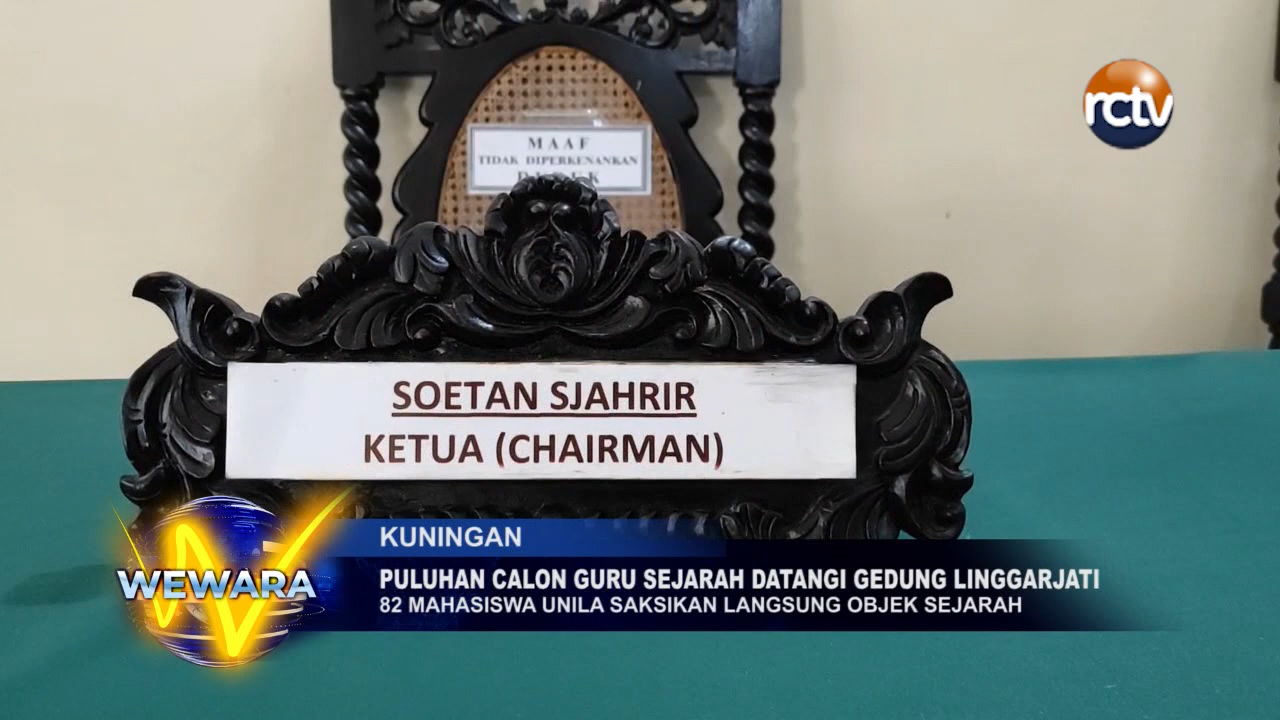 rctv
MAAF
TIDAK DIPERKENANKAN
SOETAN SJAHRIR
KETUA (CHAIRMAN)
KUNINGAN
WEWARA
PULUHAN CALON GURU SEJARAH DATANGI GEDUNG LINGGARJATI
82 MAHASISWA UNILA SAKSIKAN LANGSUNG OBJEK SEJARAH